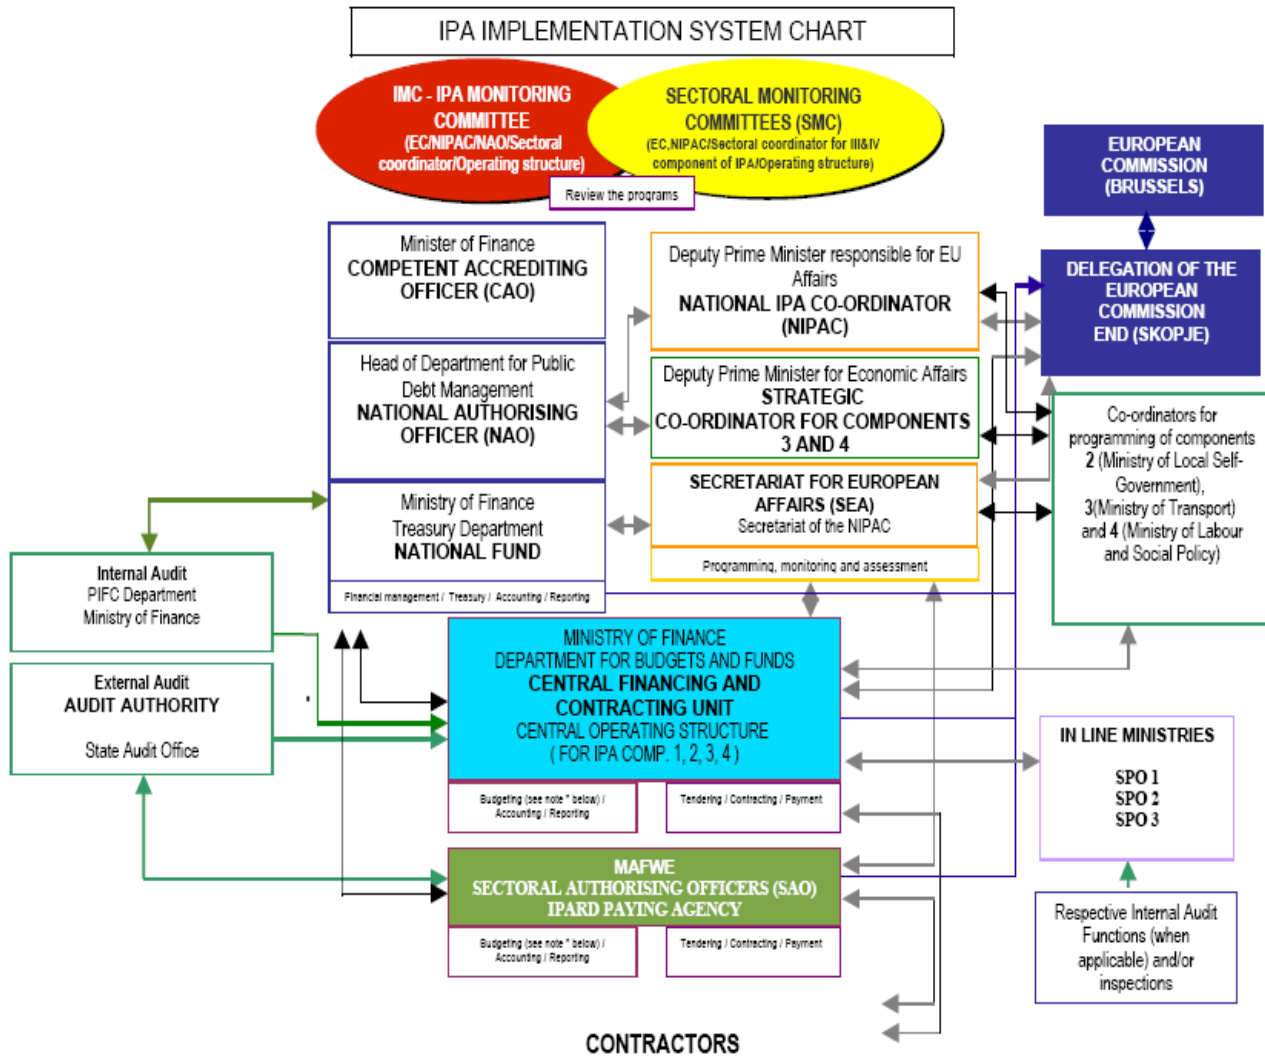 IPA IMPLEMENTATION SYSTEM CHART
IMC - IPA MONITORING
COMMITTEE
(EC/NIPAC/NAO/Sectoral
coordinator/Operating structure)
SECTORAL MONITORING
COMMITTEES (SMC)
(EC,NIPAC/Sectoral coordinator for III&IV
component of IPA/Operating structure)
Review the programs
EUROPEAN
COMMISSION
(BRUSSELS)
Minister of Finance
COMPETENT ACCREDITING
OFFICER (CAO)
Deputy Prime Minister responsible for EU
Affairs
NATIONAL IPA CO-ORDINATOR
(NIPAC)
DELEGATION OF THE
EUROPEAN
COMMISSION
END (SKOPJE)
Head of Department for Public
Debt Management
NATIONAL AUTHORISING
OFFICER (NAO)
Deputy Prime Minister for Economic Affairs
STRATEGIC
CO-ORDINATOR FOR COMPONENTS
3 AND 4
Co-ordinators for
programming of components
2 (Ministry of Local Self-
Government),
3(Ministry of Transport)
and 4 (Ministry of Labour
and Social Policy)
Ministry of Finance
Treasury Department
NATIONAL FUND
SECRETARIAT FOR EUROPEAN
AFFAIRS (SEA)
Secretariat of the NIPAC
Programming, monitoring and assessment
Financial management / Treasury / Accounting / Reporting
Internal Audit
PIFC Department
Ministry of Finance
External Audit
AUDIT AUTHORITY
State Audit Office
MINISTRY OF FINANCE
DEPARTMENT FOR BUDGETS AND FUNDS
CENTRAL FINANCING AND
CONTRACTING UNIT
CENTRAL OPERATING STRUCTURE
( FOR IPA COMP. 1, 2, 3, 4 )
IN LINE MINISTRIES
SPO 1
SPO 2
SPO 3
Budgeting (see note * below) /
Accounting / Reporting
Tendering / Contracting / Payment
MAFWE
SECTORAL AUTHORISING OFFICERS (SAO)
IPARD PAYING AGENCY
Budgeting (see note * below) /
Accounting / Reporting
Tendering / Contracting / Payment
Respective Internal Audit
Functions (when
applicable) and/or
inspections
CONTRACTORS